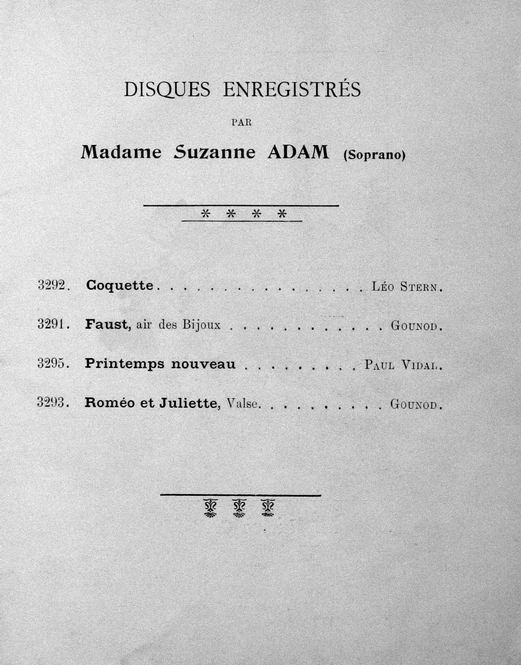 DISQUES ENREGISTRÉS
PAR
Madame Suzanne ADAM (Soprano)
* * * *
3292. Coquette. . . . . . . . . . . . . . . . LÉO STERN.
3291. Faust, air des Bijoux . . . . . . . . . . . . GOUNOD.
3295. Printemps nouveau . . . . . . . . . PAUL VIDAL.
3293. Roméo et Juliette, Valse. . . . . . . . . . GOUNOD.